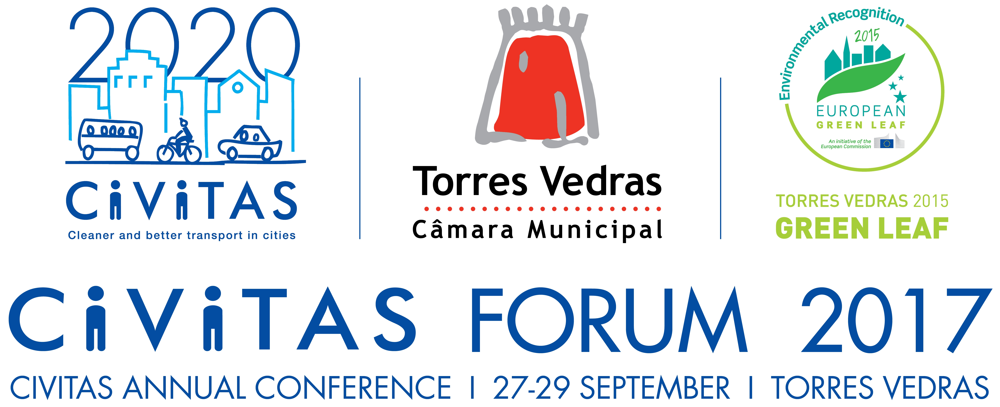 2020
CiViTAS
Cleaner and better transport in cities
Torres Vedras
Câmara Municipal
Environmental Recognition
2015
EUROPEAN
GREEN LEAF
An initiative of the
European Commission
TORRES VEDRAS 2015
GREEN LEAF
CiViTAS FORUM 2017
CIVITAS ANNUAL CONFERENCE | 27-29 SEPTEMBER | TORRES VEDRAS